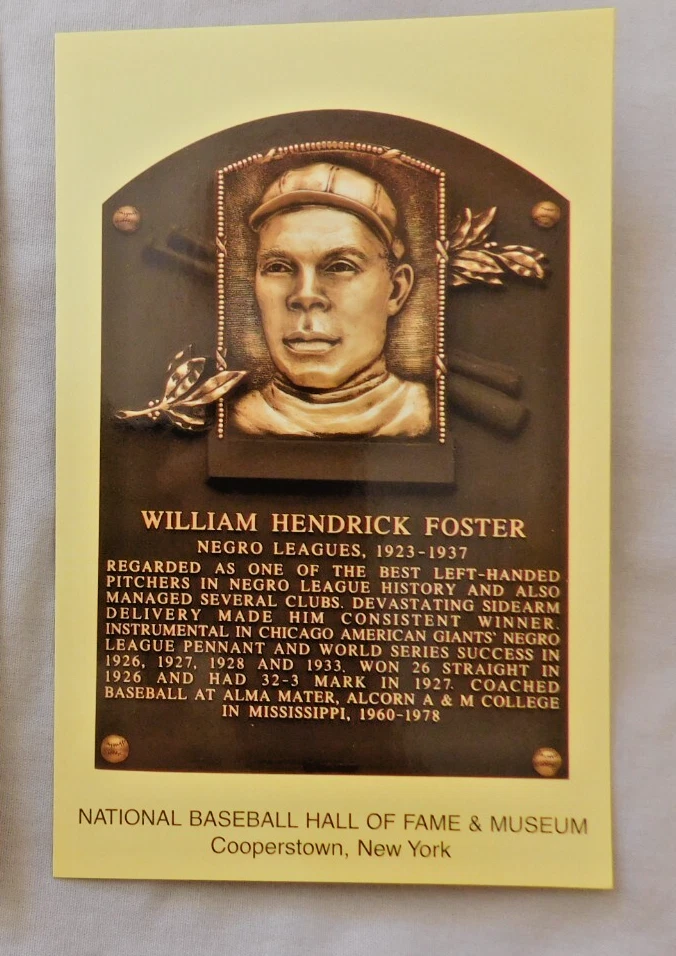 WILLIAM HENDRICK FOSTER
NEGRO LEAGUES, 1923-1937
REGARDED AS ONE OF THE BEST LEFT-HANDED
PITCHERS IN NEGRO LEAGUE HISTORY AND ALSO
MANAGED SEVERAL CLUBS. DEVASTATING SIDEARM
DELIVERY MADE HIM CONSISTENT WINNER.
INSTRUMENTAL IN CHICAGO AMERICAN GIANTS' NEGRO
LEAGUE PENNANT AND WORLD SERIES SUCCESS IN
1926, 1927, 1928 AND 1933. WON 26 STRAIGHT IN
1926 AND HAD 32-3 MARK IN 1927. COACHED
BASEBALL AT ALMA MATER, ALCORN A & M COLLEGE
IN MISSISSIPPI, 1960-1978
NATIONAL BASEBALL HALL OF FAME & MUSEUM
Cooperstown, New York